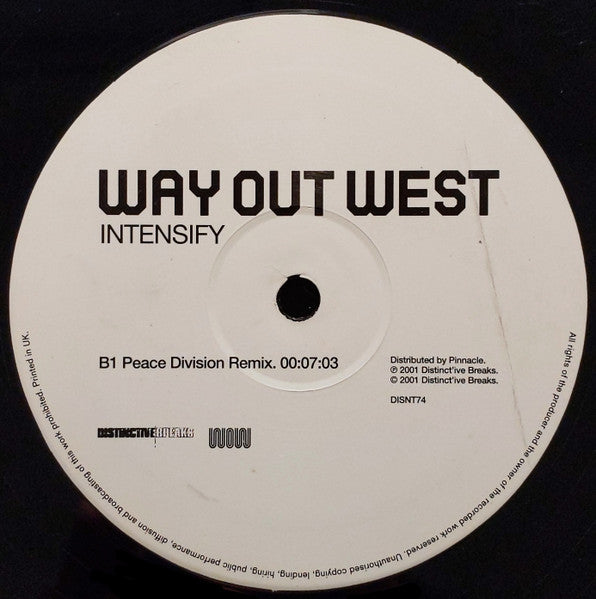 WAY OUT WEST
INTENSIFY
B1 Peace Division Remix. 00:07:03
Distributed by Pinnacle.
℗ 2001 Distinct'ive Breaks.
© 2001 Distinct'ive Breaks.
DISNT74
DISTINCTIVE BREAKS
WOW
All rights of the producer and the owner of the recorded work reserved. Unauthorised copying, lending, hiring, public performance, diffusion and broadcasting of this work prohibited. Printed in UK.